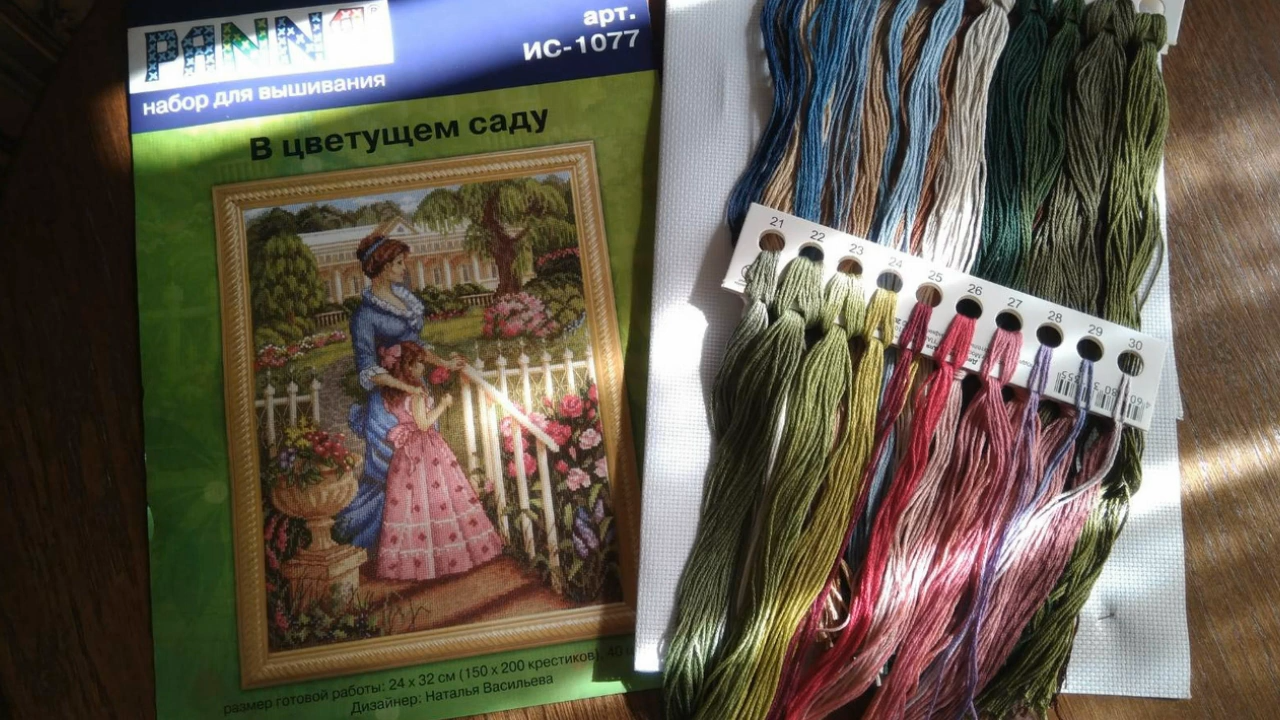 PANNA®
набор для вышивания
арт.
ИС-1077
В цветущем саду
размер готовой работы: 24 х 32 см (150 х 200 крестиков), 40
Дизайнер: Наталья Васильева
21 22 23 24 25 26 27 28 29 30